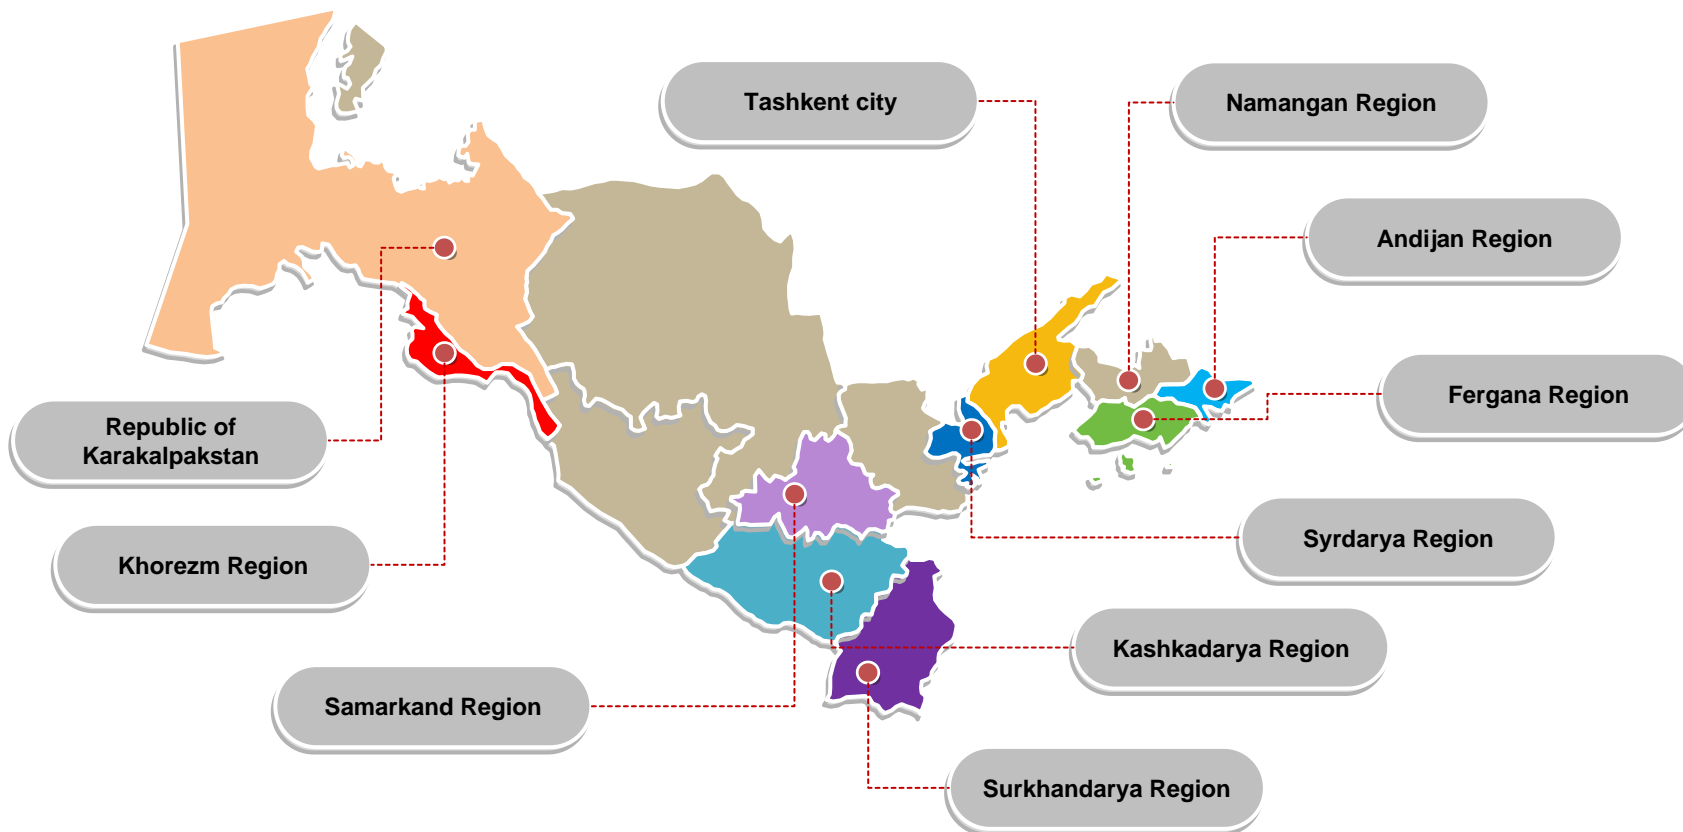 Tashkent city
Namangan Region
Andijan Region
Fergana Region
Republic of
Karakalpakstan
Khorezm Region
Syrdarya Region
Kashkadarya Region
Samarkand Region
Surkhandarya Region